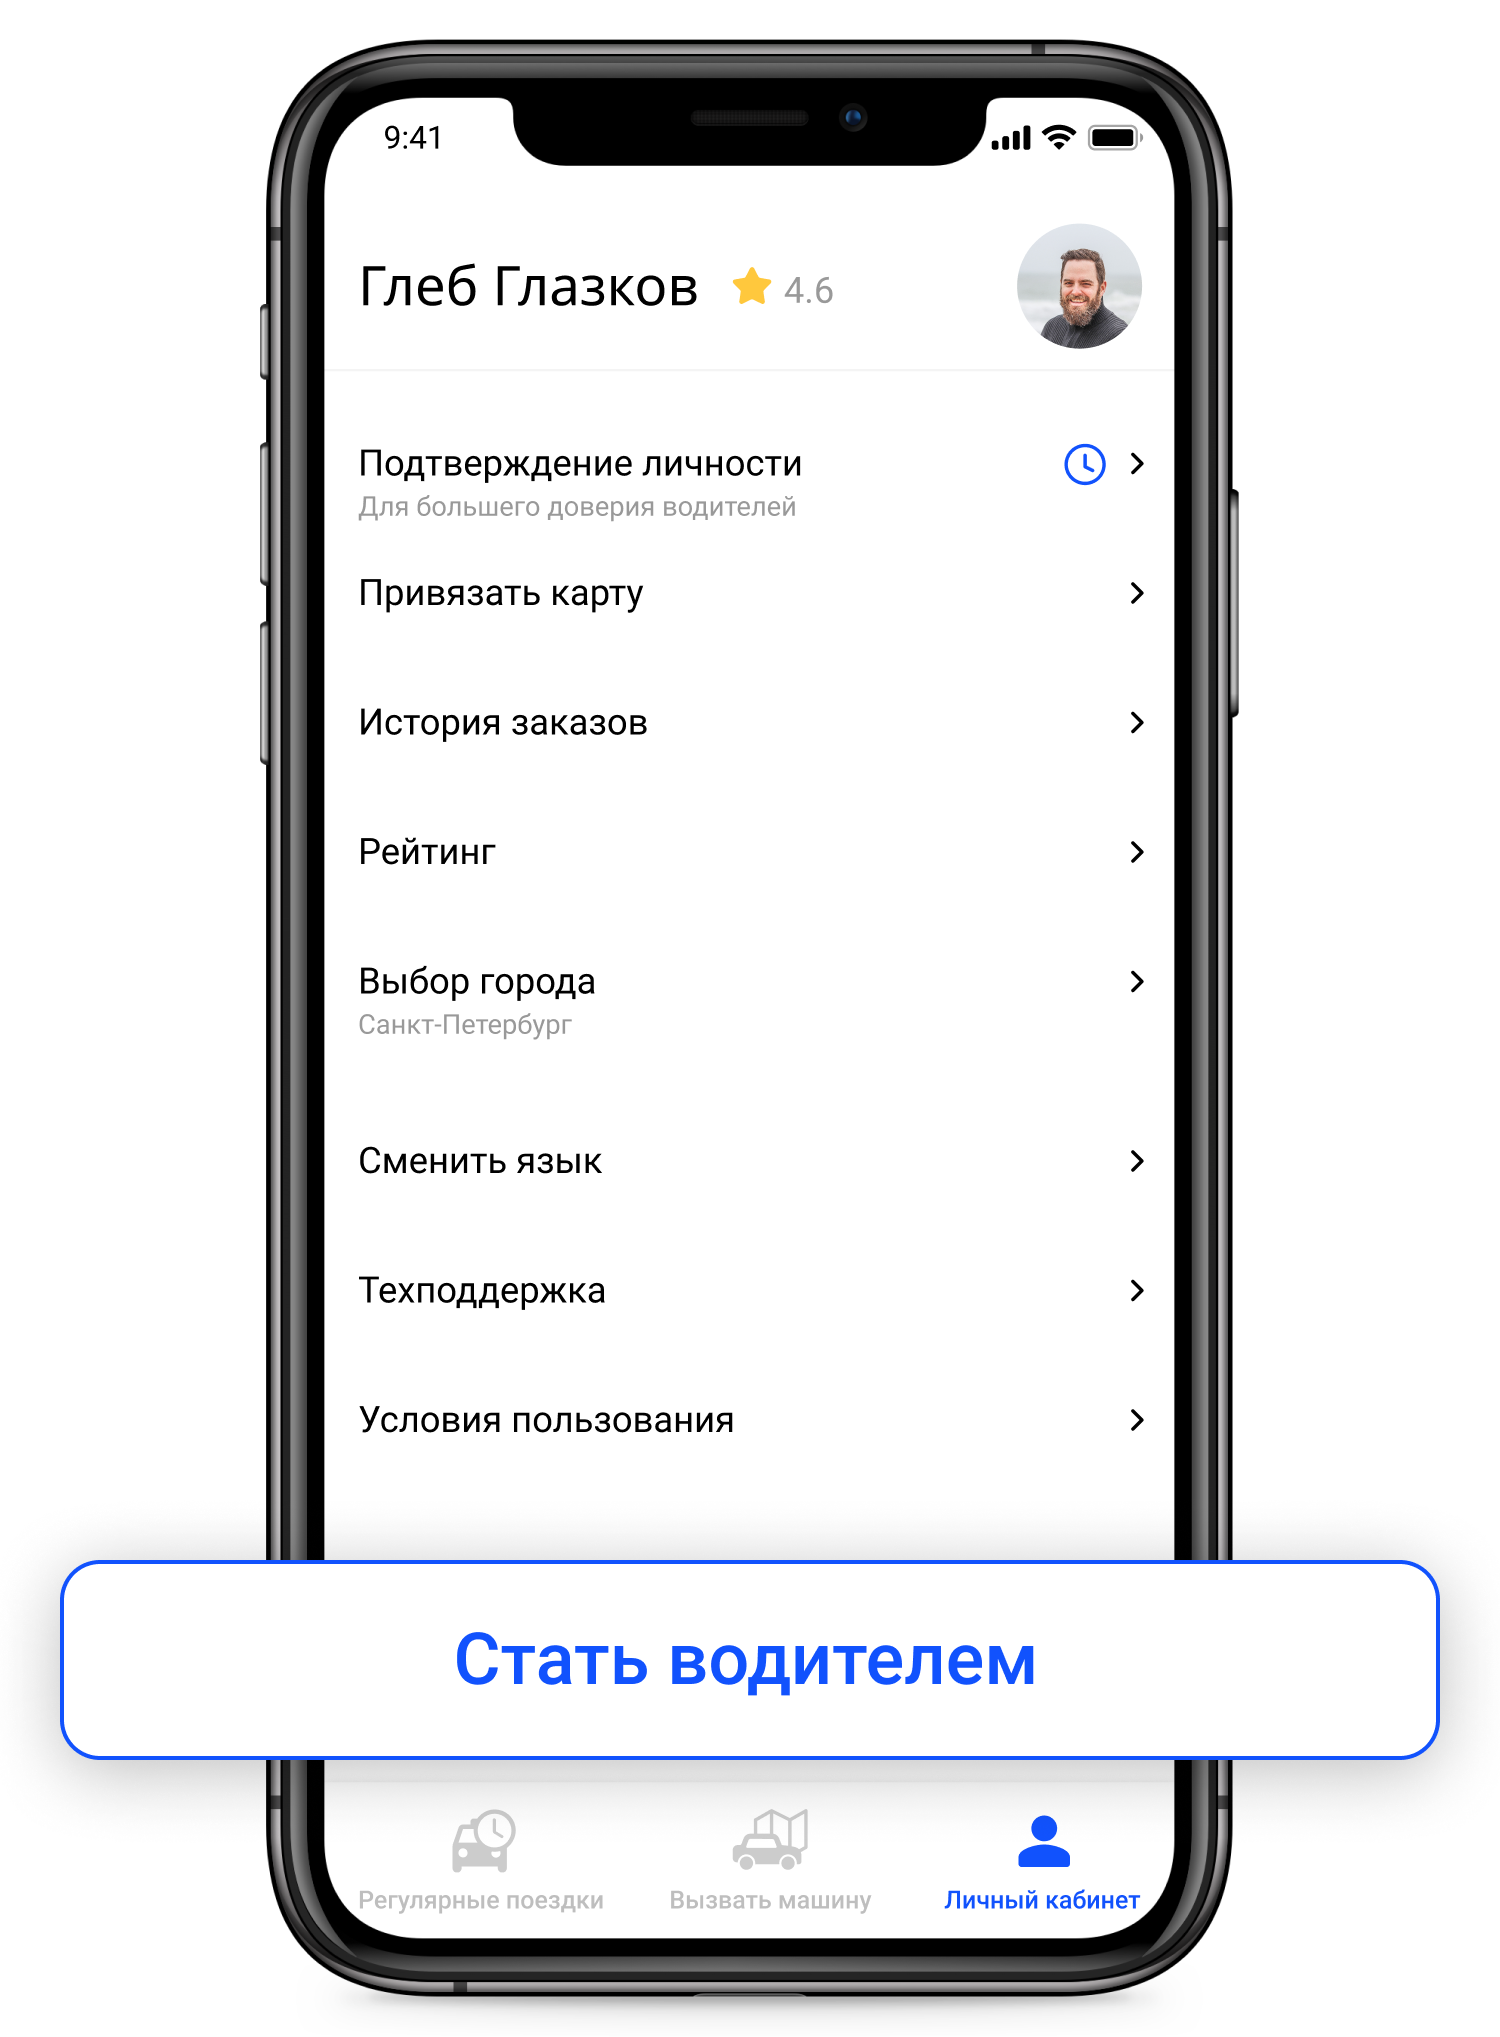 9:41
Глеб Глазков 4.6
Подтверждение личности
Для большего доверия водителей
Привязать карту
История заказов
Рейтинг
Выбор города
Санкт-Петербург
Сменить язык
Техподдержка
Условия пользования
Стать водителем
Регулярные поездки Вызвать машину Личный кабинет